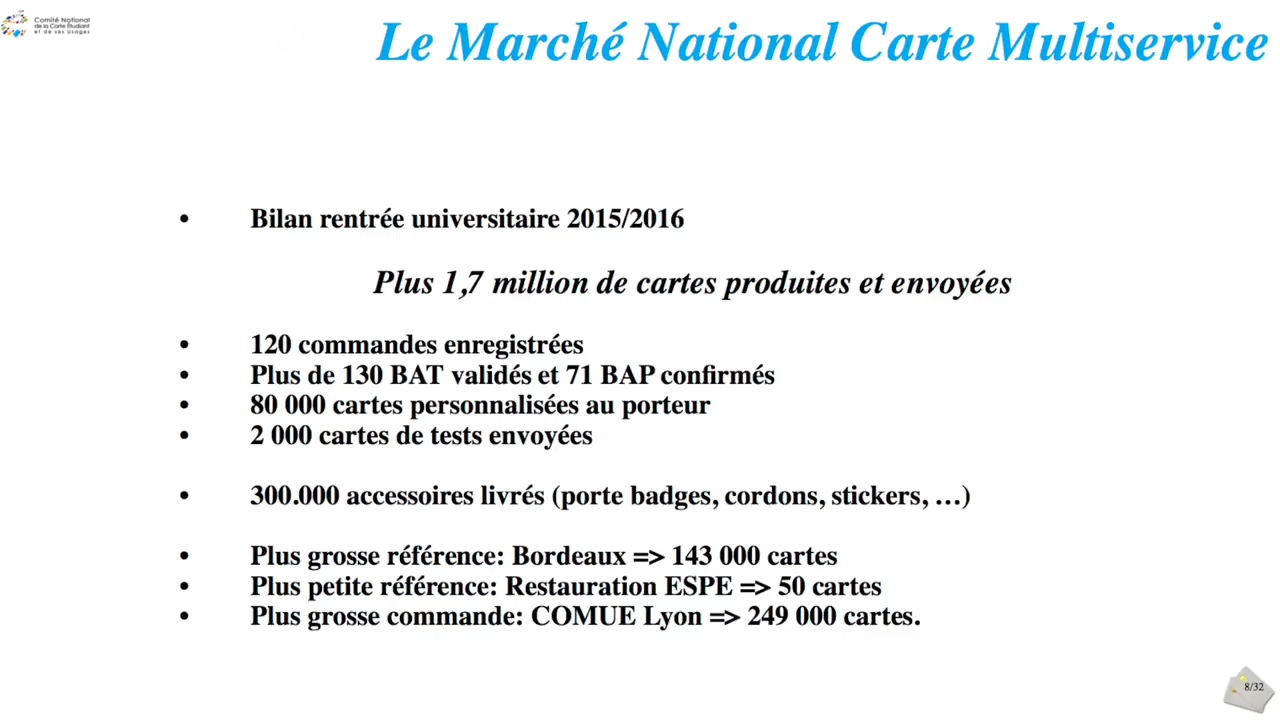 Comité National
de la Carte Étudiant
et de ses Usages
Le Marché National Carte Multiservice
• Bilan rentrée universitaire 2015/2016
Plus 1,7 million de cartes produites et envoyées
• 120 commandes enregistrées
• Plus de 130 BAT validés et 71 BAP confirmés
• 80 000 cartes personnalisées au porteur
• 2 000 cartes de tests envoyées
• 300.000 accessoires livrés (porte badges, cordons, stickers, …)
• Plus grosse référence: Bordeaux => 143 000 cartes
• Plus petite référence: Restauration ESPE => 50 cartes
• Plus grosse commande: COMUE Lyon => 249 000 cartes.
8/32